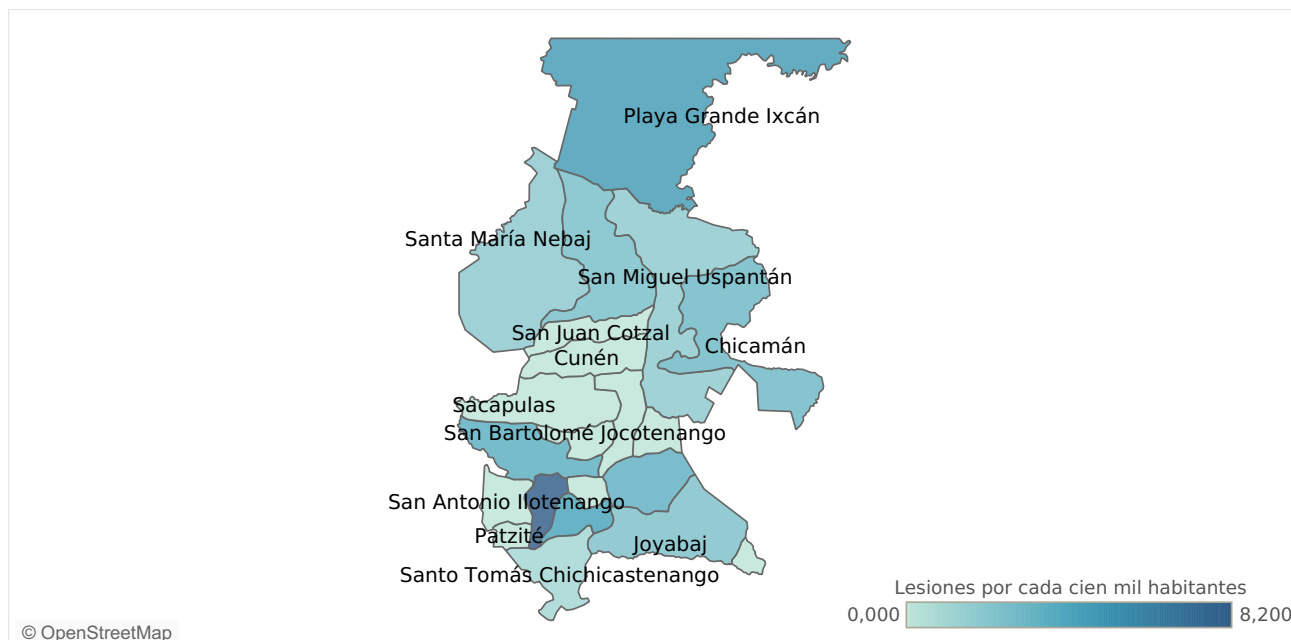 Playa Grande Ixcán
Santa María Nebaj
San Miguel Uspantán
San Juan Cotzal
Chicamán
Cunén
Sacapulas
San Bartolomé Jocotenango
San Antonio Ilotenango
Patzité
Joyabaj
Santo Tomás Chichicastenango
Lesiones por cada cien mil habitantes
0,000
8,200
© OpenStreetMap